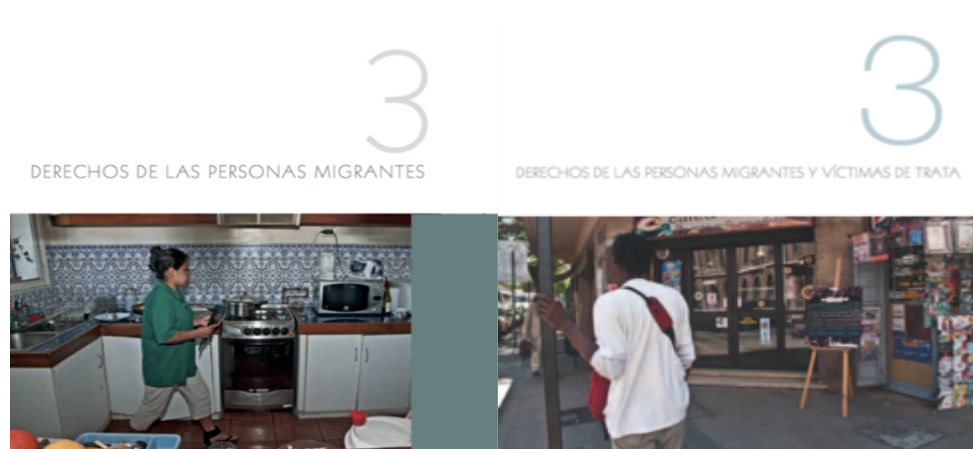 3
DERECHOS DE LAS PERSONAS MIGRANTES
3
DERECHOS DE LAS PERSONAS MIGRANTES Y VÍCTIMAS DE TRATA